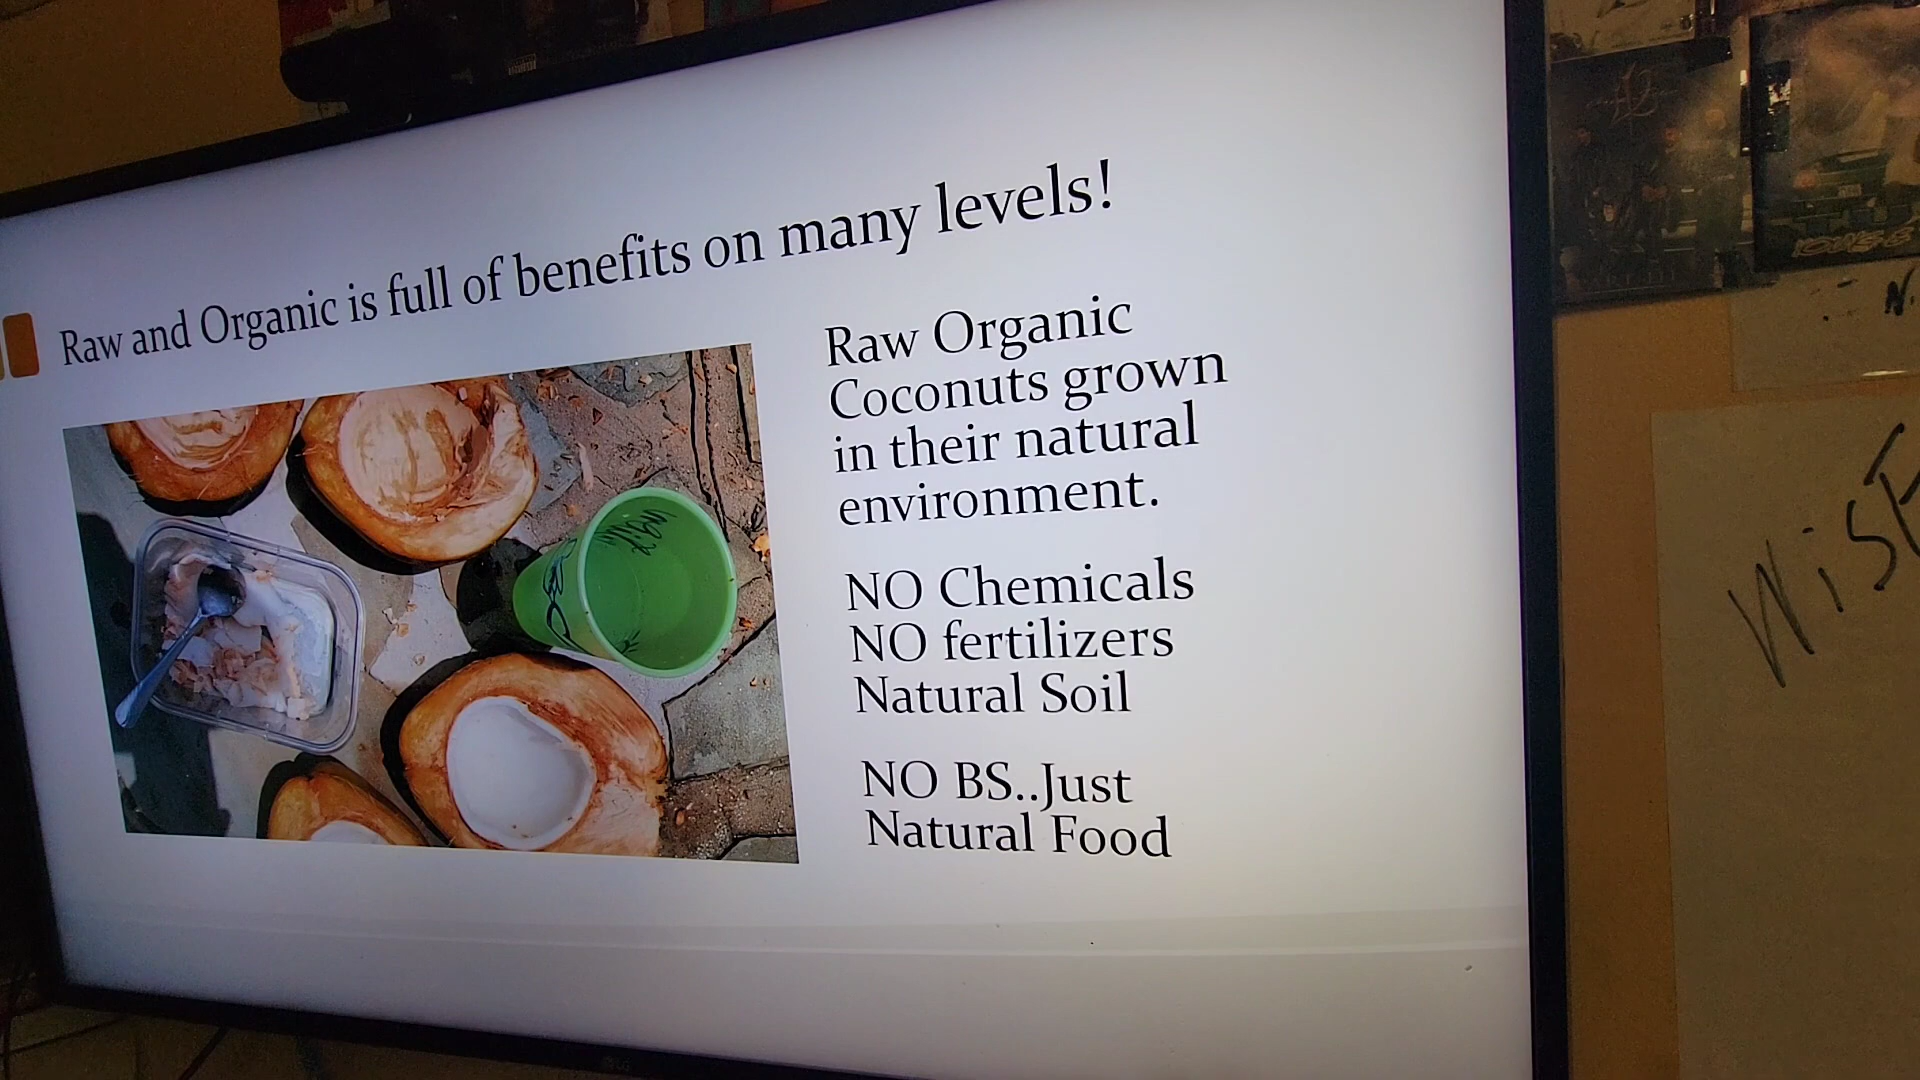 Raw and Organic is full of benefits on many levels!
Raw Organic
Coconuts grown
in their natural
environment.
NO Chemicals
NO fertilizers
Natural Soil
NO BS..Just
Natural Food
N.
WiSE